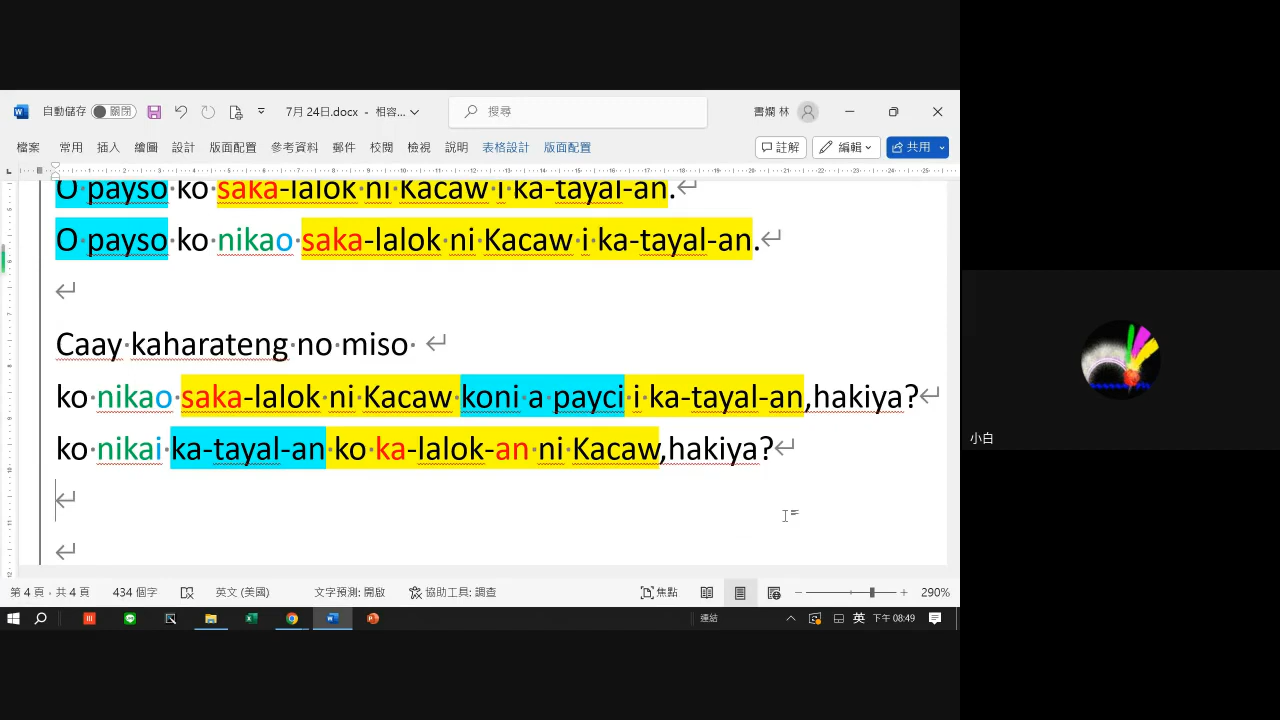 自動儲存 關閉 7月 24日.docx - 相容... 搜尋 書嫻 林
檔案 常用 插入 繪圖 設計 版面配置 參考資料 郵件 校閱 檢視 說明 表格設計 版面配置 註解 編輯 共用
O payso ko saka-lalok ni Kacaw i ka-tayal-an.
O payso ko nikao saka-lalok ni Kacaw i ka-tayal-an.
Caay kaharateng no miso
ko nikao saka-lalok ni Kacaw koni a payci i ka-tayal-an,hakiya?
ko nikai ka-tayal-an ko ka-lalok-an ni Kacaw,hakiya?
小白
第 4 頁，共 4 頁 434 個字 英文 (美國) 文字預測: 開啟 協助工具: 調查 焦點 290%
連結 英 下午 08:49